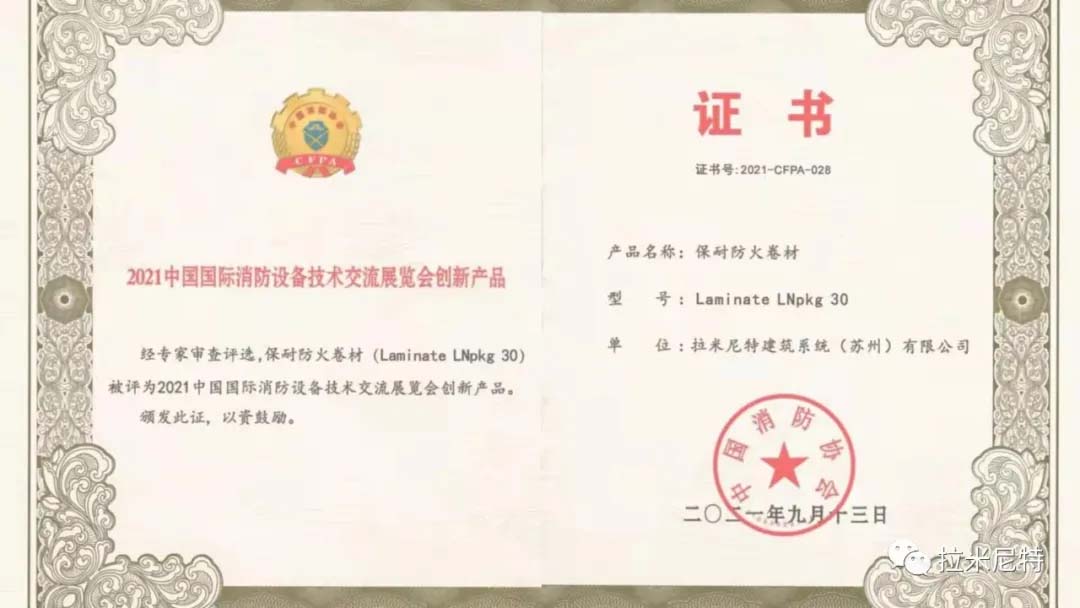 中国消防协会
CFPA
2021中国国际消防设备技术交流展览会创新产品
经专家审查评选,保耐防火卷材（Laminate LNpkg 30）
被评为2021中国国际消防设备技术交流展览会创新产品。
颁发此证，以资鼓励。
证 书
证书号:2021-CFPA-028
产品名称：保耐防火卷材
型 号：Laminate LNpkg 30
单 位：拉米尼特建筑系统（苏州）有限公司
中国消防协会
二〇二一年九月十三日
拉米尼特